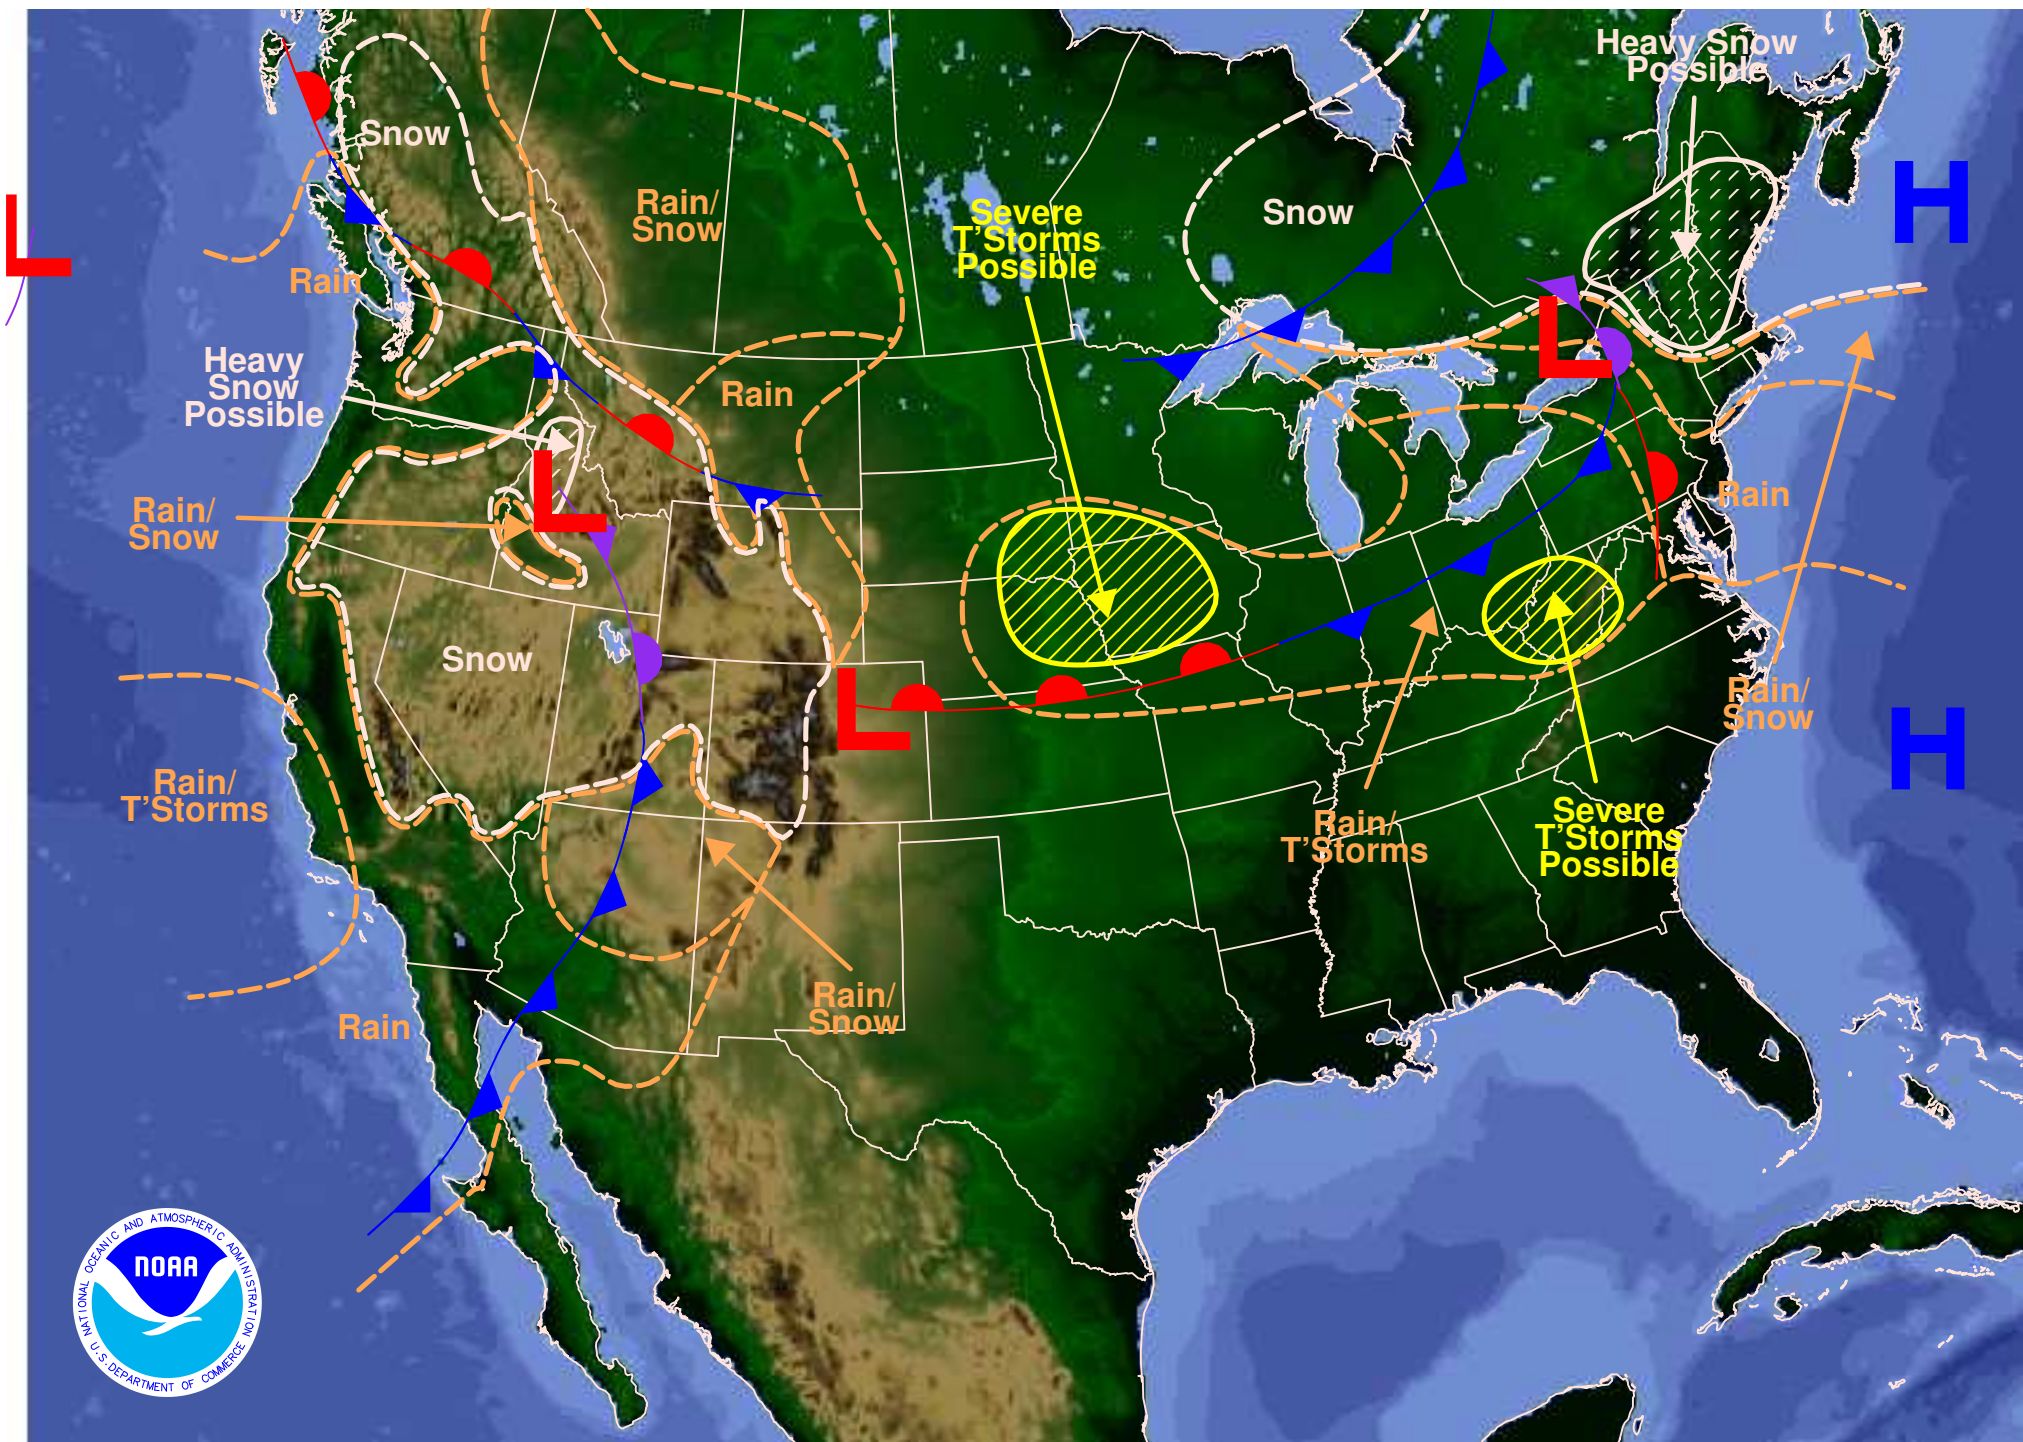 Heavy Snow
Possible
Snow
Rain/
Snow
Severe
T'Storms
Possible
Snow
H
L
Rain
L
Heavy
Snow
Possible
Rain
L
Rain/
Snow
Rain
Snow
L
Rain/
Snow
H
Rain/
T'Storms
Rain/
T'Storms
Severe
T'Storms
Possible
Rain/
Snow
Rain
NATIONAL OCEANIC AND ATMOSPHERIC ADMINISTRATION
NOAA
U.S. DEPARTMENT OF COMMERCE